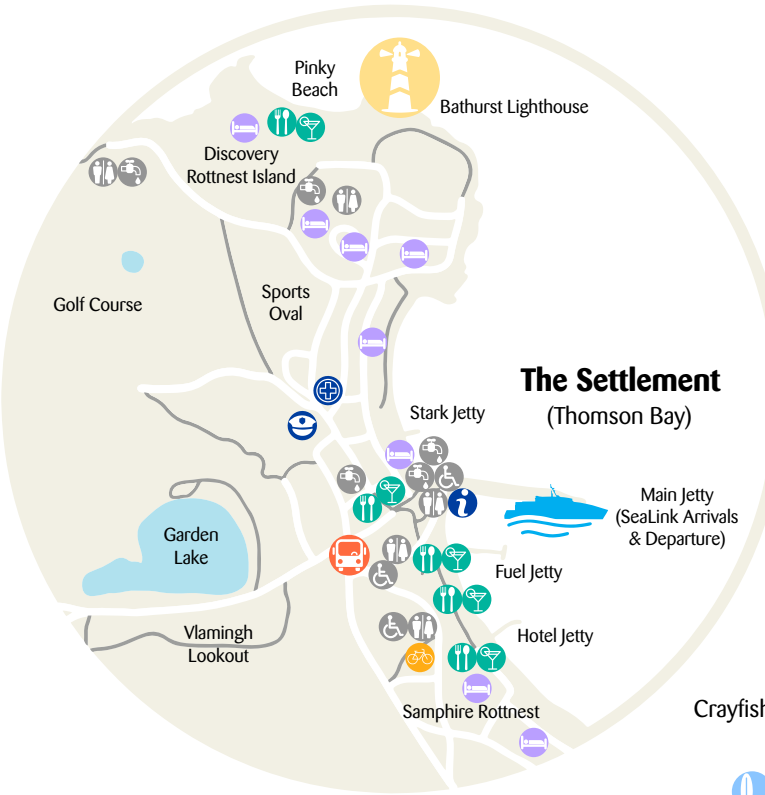 Pinky
Beach
Bathurst Lighthouse
Discovery
Rottnest Island
Golf Course
Sports
Oval
The Settlement
(Thomson Bay)
Stark Jetty
Main Jetty
(SeaLink Arrivals
& Departure)
Garden
Lake
Fuel Jetty
Vlamingh
Lookout
Hotel Jetty
Samphire Rottnest
Crayfish